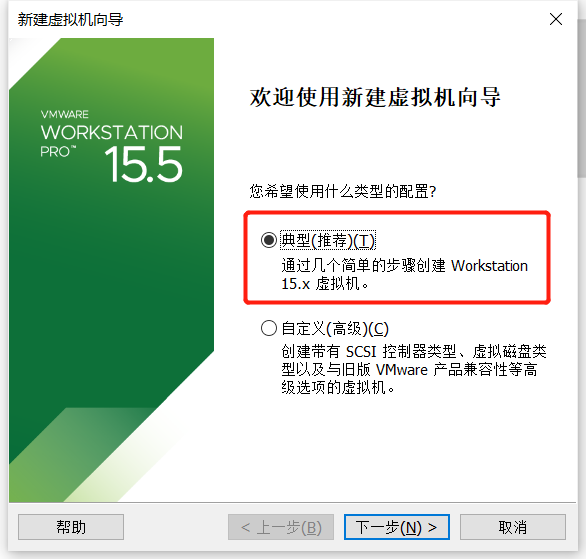 新建虚拟机向导
VMWARE
WORKSTATION
PRO™
15.5
欢迎使用新建虚拟机向导
您希望使用什么类型的配置?
典型(推荐)(T)
通过几个简单的步骤创建 Workstation
15.x 虚拟机。
自定义(高级)(C)
创建带有 SCSI 控制器类型、虚拟磁盘类
型以及与旧版 VMware 产品兼容性等高
级选项的虚拟机。
帮助
< 上一步(B)
下一步(N) >
取消